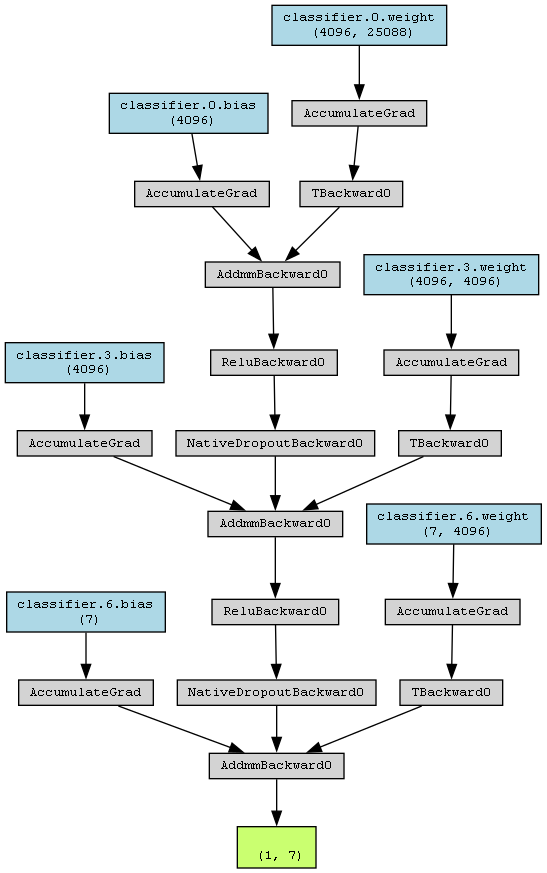 classifier.0.weight
(4096, 25088)
classifier.0.bias
(4096)
AccumulateGrad
AccumulateGrad
TBackward0
AddmmBackward0
classifier.3.weight
(4096, 4096)
classifier.3.bias
(4096)
ReluBackward0
AccumulateGrad
AccumulateGrad
NativeDropoutBackward0
TBackward0
AddmmBackward0
classifier.6.weight
(7, 4096)
classifier.6.bias
(7)
ReluBackward0
AccumulateGrad
AccumulateGrad
NativeDropoutBackward0
TBackward0
AddmmBackward0
(1, 7)